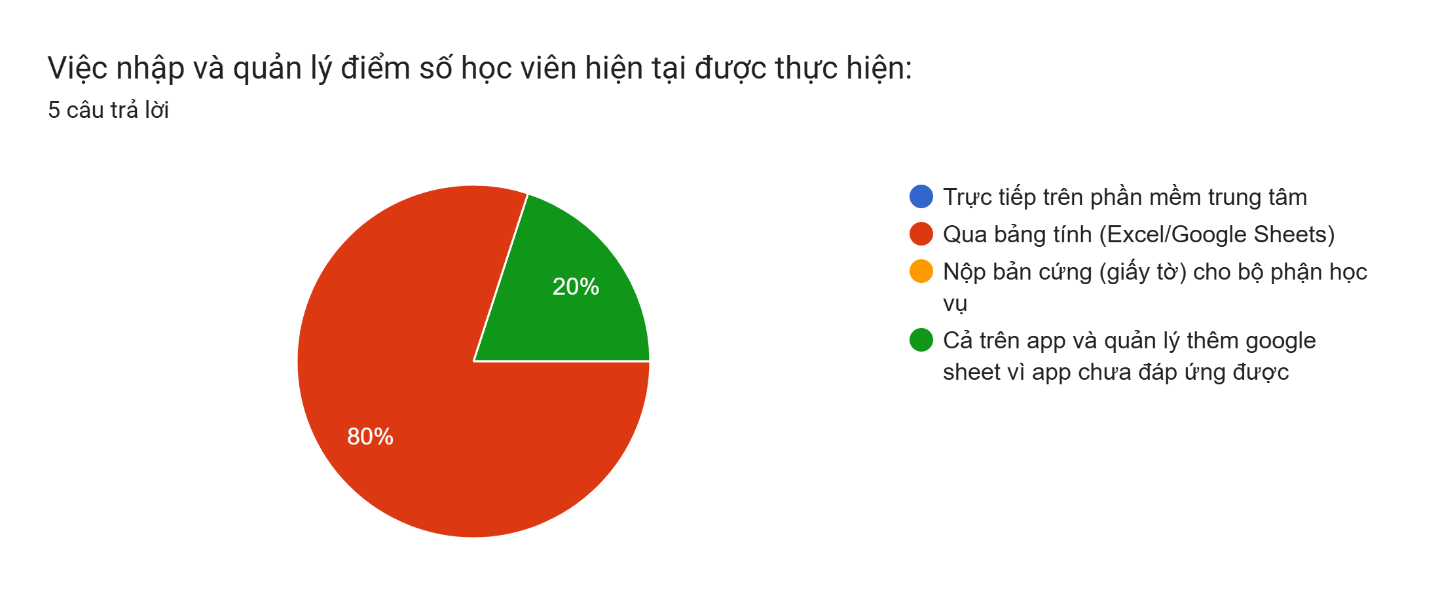 Việc nhập và quản lý điểm số học viên hiện tại được thực hiện:
5 câu trả lời
20%
80%
Trực tiếp trên phần mềm trung tâm
Qua bảng tính (Excel/Google Sheets)
Nộp bản cứng (giấy tờ) cho bộ phận học
vụ
Cả trên app và quản lý thêm google
sheet vì app chưa đáp ứng được